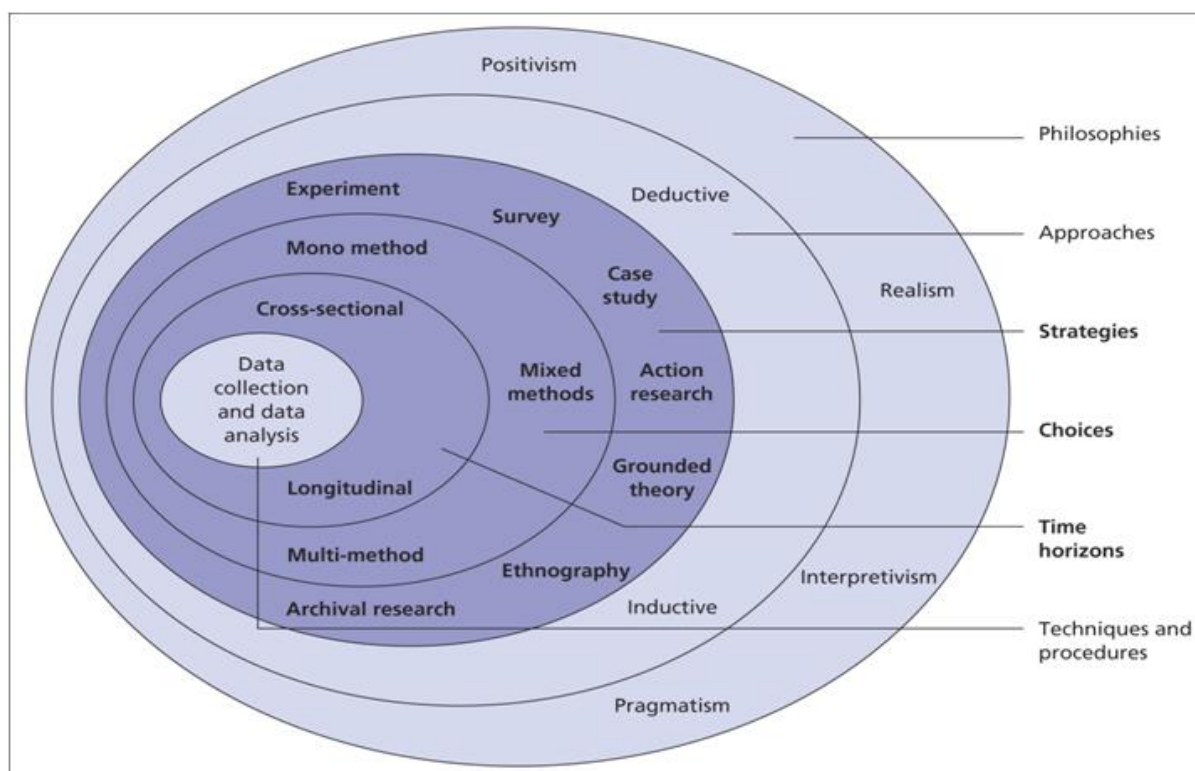 Positivism
Philosophies
Experiment
Deductive
Survey
Approaches
Mono method
Case
study
Realism
Cross-sectional
Strategies
Data
collection
and data
analysis
Mixed
methods
Action
research
Choices
Grounded
theory
Longitudinal
Time
horizons
Multi-method
Ethnography
Interpretivism
Archival research
Inductive
Techniques and
procedures
Pragmatism